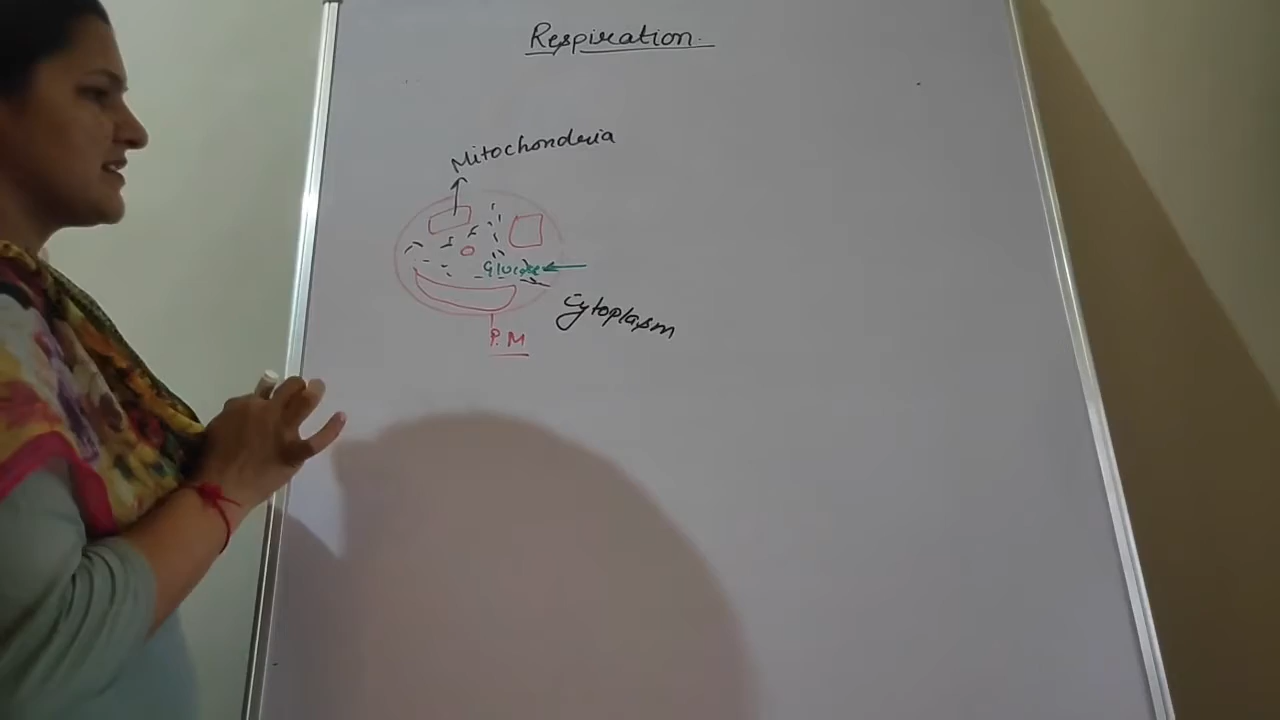 Respiration.
Mitochondria
Glucose
Cytoplasm
P.M